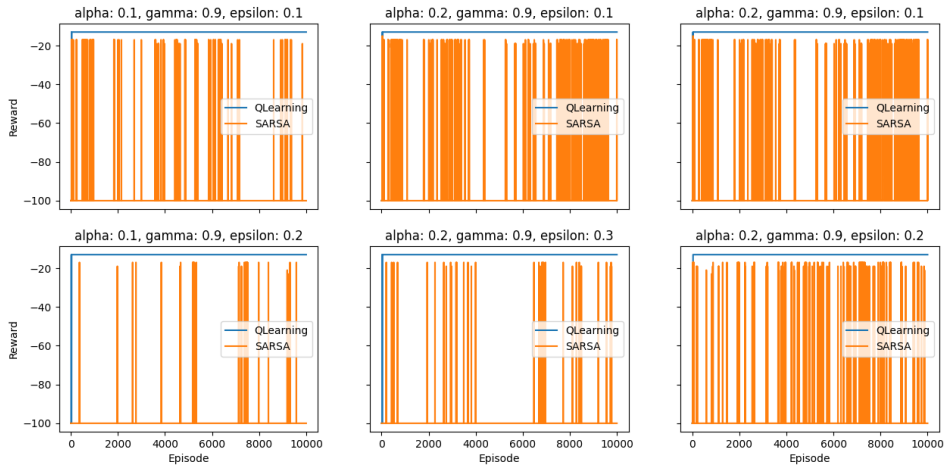 alpha: 0.1, gamma: 0.9, epsilon: 0.1
alpha: 0.2, gamma: 0.9, epsilon: 0.1
alpha: 0.2, gamma: 0.9, epsilon: 0.1
−20
−40
−60
−80
−100
Reward
QLearning
SARSA
QLearning
SARSA
QLearning
SARSA
alpha: 0.1, gamma: 0.9, epsilon: 0.2
alpha: 0.2, gamma: 0.9, epsilon: 0.3
alpha: 0.2, gamma: 0.9, epsilon: 0.2
−20
−40
−60
−80
−100
Reward
QLearning
SARSA
QLearning
SARSA
QLearning
SARSA
0 2000 4000 6000 8000 10000
0 2000 4000 6000 8000 10000
0 2000 4000 6000 8000 10000
Episode
Episode
Episode